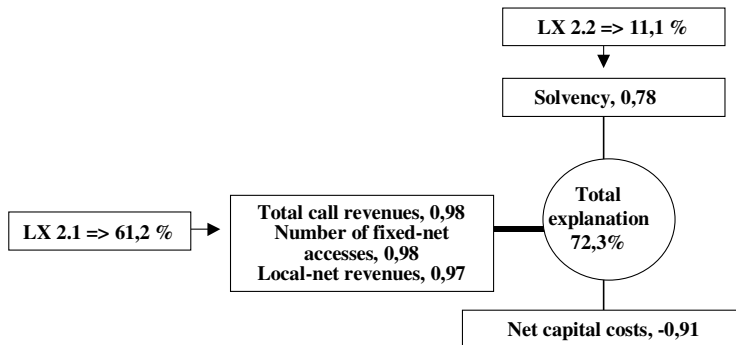 LX 2.2 => 11,1 %
Solvency, 0,78
Total
explanation
72,3%
Total call revenues, 0,98
Number of fixed-net
accesses, 0,98
Local-net revenues, 0,97
LX 2.1 => 61,2 %
Net capital costs, -0,91